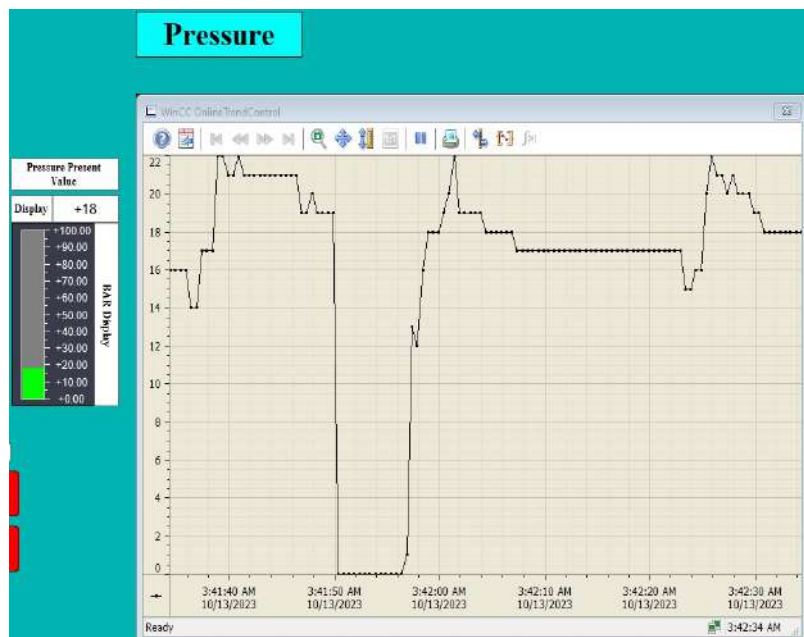 Pressure
WinCC OnlineTrendControl
Pressure Present
Value
Display +18
+100.00
+90.00
+80.00
+70.00
+60.00
+50.00
+40.00
+30.00
+20.00
+10.00
+0.00
BAR Display
22
20
18
16
14
12
10
8
6
4
2
0
3:41:40 AM 3:41:50 AM 3:42:00 AM 3:42:10 AM 3:42:20 AM 3:42:30 AM
10/13/2023 10/13/2023 10/13/2023 10/13/2023 10/13/2023 10/13/2023
Ready 3:42:34 AM